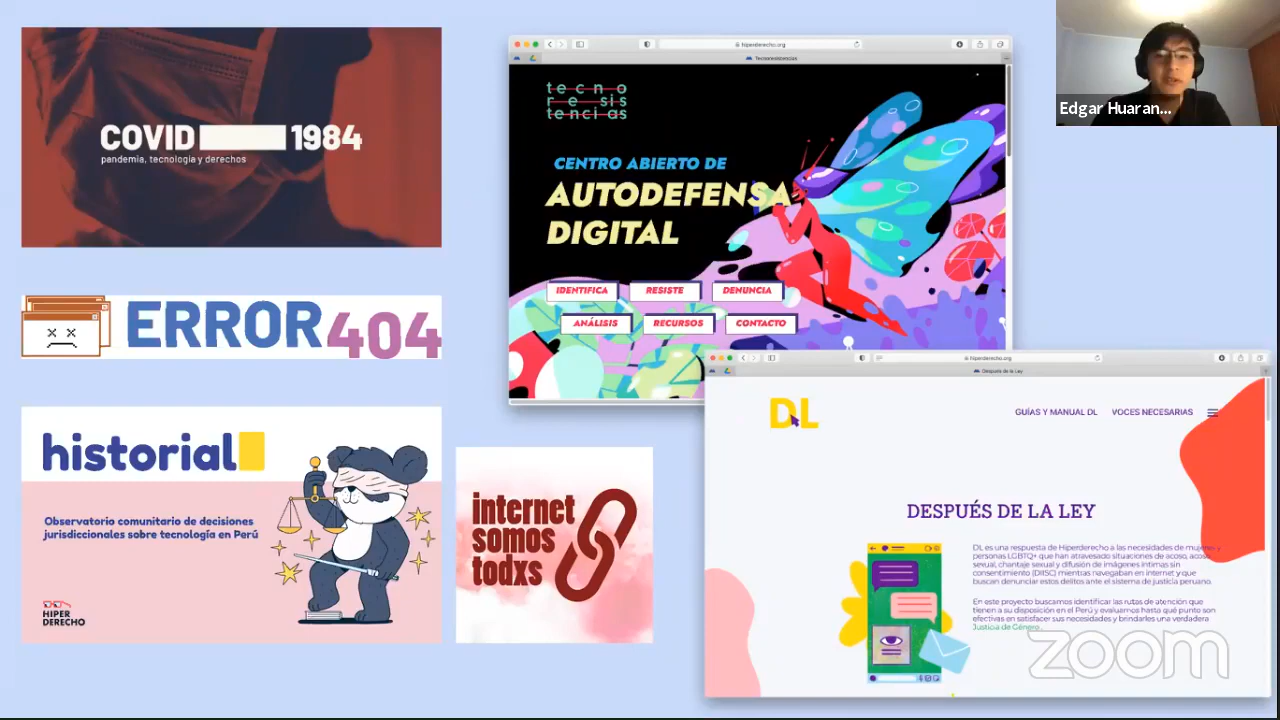 COVID 1984
pandemia, tecnología y derechos
ERROR 404
historial
Observatorio comunitario de decisiones
jurisdiccionales sobre tecnología en Perú
HIPER
DERECHO
internet
somos
todxs
hiperderecho.org
Tecnoresistencias
tecno
resis
tencias
CENTRO ABIERTO DE
AUTODEFENSA
DIGITAL
IDENTIFICA
RESISTE
DENUNCIA
ANÁLISIS
RECURSOS
CONTACTO
hiperderecho.org
Después de la Ley
DL
GUÍAS Y MANUAL DL
VOCES NECESARIAS
DESPUÉS DE LA LEY
DL es una respuesta de Hiperderecho a las necesidades de mujeres y
personas LGBTQ+ que han atravesado situaciones de acoso, acoso
sexual, chantaje sexual y difusión de imágenes íntimas sin
consentimiento (DIISC) mientras navegaban en internet y que
buscan denunciar estos delitos ante el sistema de justicia peruano.
En este proyecto buscamos identificar las rutas de atención que
tienen a su disposición en el Perú y evaluamos hasta qué punto son
efectivas en satisfacer sus necesidades y brindarles una verdadera
Justicia de Género.
Edgar Huaran...
zoom